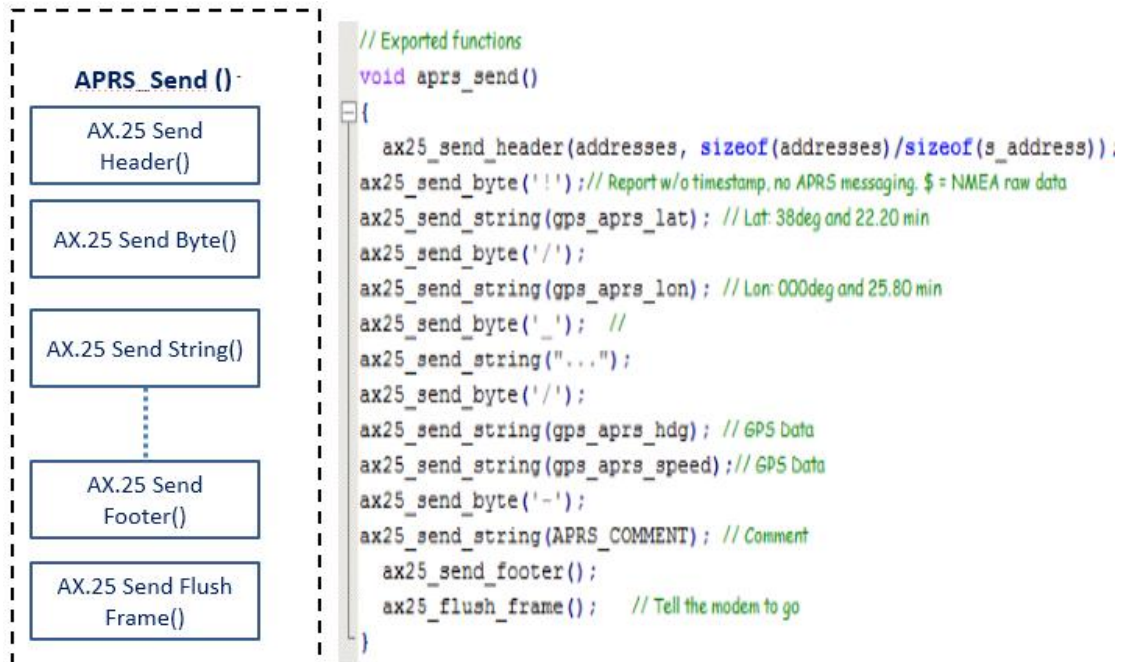 APRS_Send ()
AX.25 Send
Header()
AX.25 Send Byte()
AX.25 Send String()
AX.25 Send
Footer()
AX.25 Send Flush
Frame()
// Exported functions
void aprs_send()
{
ax25_send_header(addresses, sizeof(addresses)/sizeof(s_address));
ax25_send_byte('!');// Report w/o timestamp, no APRS messaging. $ = NMEA raw data
ax25_send_string(gps_aprs_lat); // Lat: 38deg and 22.20 min
ax25_send_byte('/');
ax25_send_string(gps_aprs_lon); // Lon: 000deg and 25.80 min
ax25_send_byte('_'); //
ax25_send_string("...");
ax25_send_byte('/');
ax25_send_string(gps_aprs_hdg); // GPS Data
ax25_send_string(gps_aprs_speed);// GPS Data
ax25_send_byte('-');
ax25_send_string(APRS_COMMENT); // Comment
ax25_send_footer();
ax25_flush_frame(); // Tell the modem to go
}